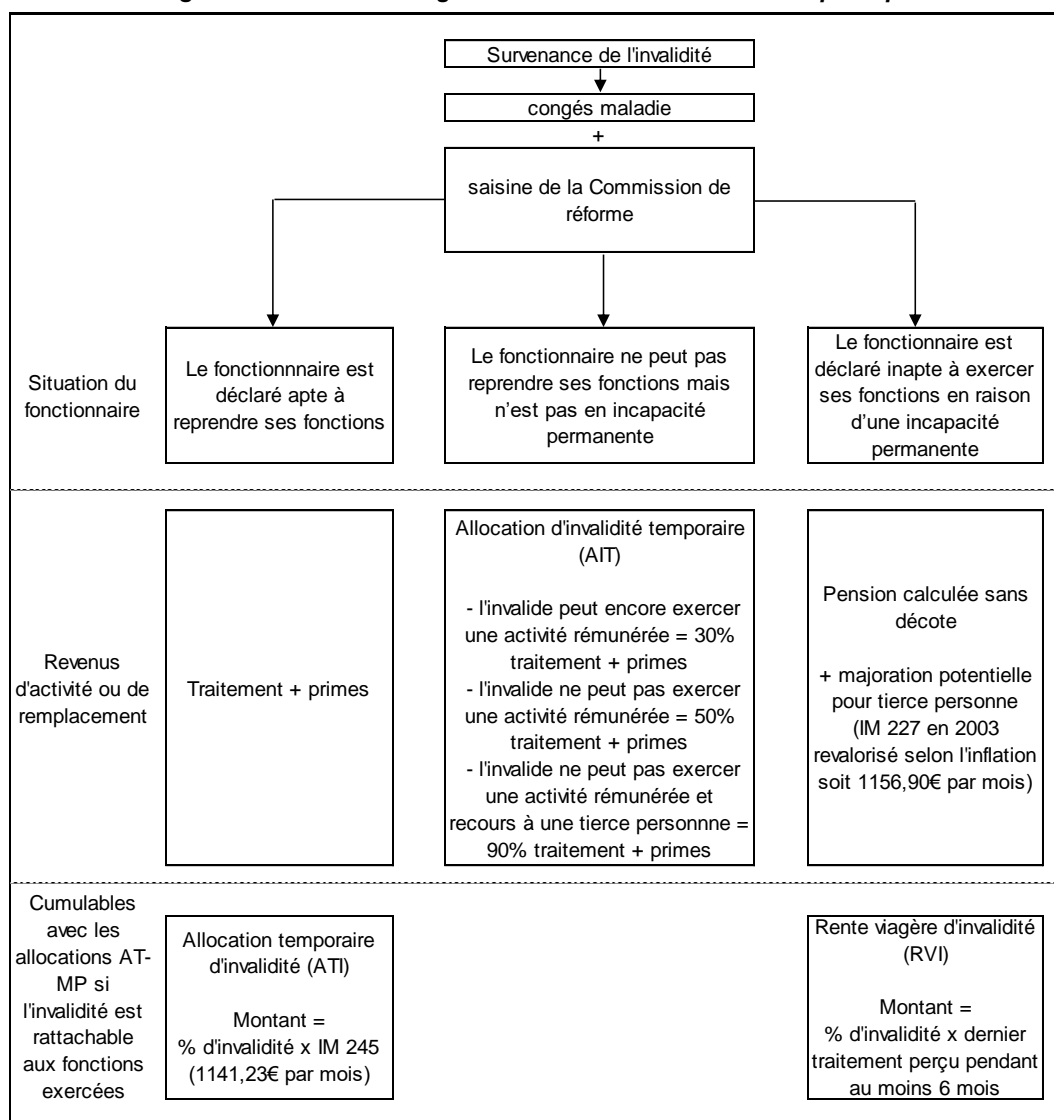 Survenance de l'invalidité
congés maladie
+
saisine de la Commission de
réforme
Situation du
fonctionnaire
Le fonctionnnaire est
déclaré apte à
reprendre ses fonctions
Le fonctionnaire ne peut pas
reprendre ses fonctions mais
n’est pas en incapacité
permanente
Le fonctionnaire est
déclaré inapte à exercer
ses fonctions en raison
d’une incapacité
permanente
Revenus
d'activité ou de
remplacement
Traitement + primes
Allocation d'invalidité temporaire
(AIT)
- l'invalide peut encore exercer
une activité rémunérée = 30%
traitement + primes
- l'invalide ne peut pas exercer
une activité rémunérée = 50%
traitement + primes
- l'invalide ne peut pas exercer
une activité rémunérée et
recours à une tierce personnne =
90% traitement + primes
Pension calculée sans
décote
+ majoration potentielle
pour tierce personne
(IM 227 en 2003
revalorisé selon l'inflation
soit 1156,90€ par mois)
Cumulables
avec les
allocations AT-
MP si
l'invalidité est
rattachable
aux fonctions
exercées
Allocation temporaire
d'invalidité (ATI)
Montant =
% d'invalidité x IM 245
(1141,23€ par mois)
Rente viagère d'invalidité
(RVI)
Montant =
% d'invalidité x dernier
traitement perçu pendant
au moins 6 mois